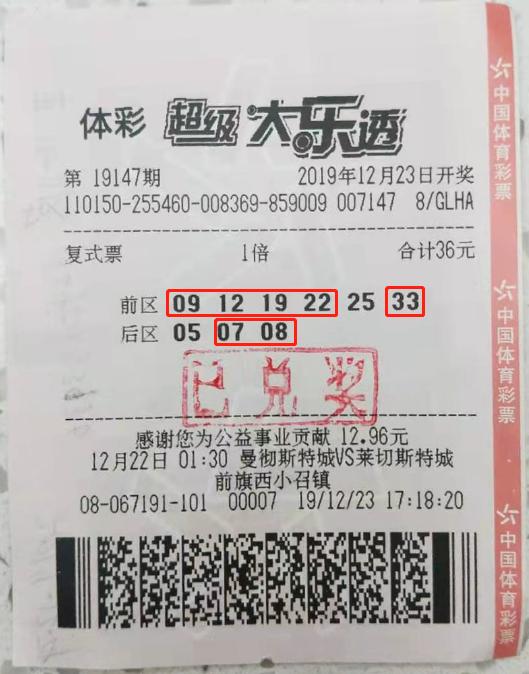 体彩 超级大乐透
第 19147期 2019年12月23日开奖
110150-255460-008369-859009 007147 8/GLHA
复式票 1倍 合计36元
前区 09 12 19 22 25 33
后区 05 07 08
已兑奖
感谢您为公益事业贡献 12.96元
12月22日 01:30 曼彻斯特城VS莱切斯特城
前旗西小召镇
08-067191-101 00007 19/12/23 17:18:20
中国体育彩票
中国体育彩票
中国体育彩票